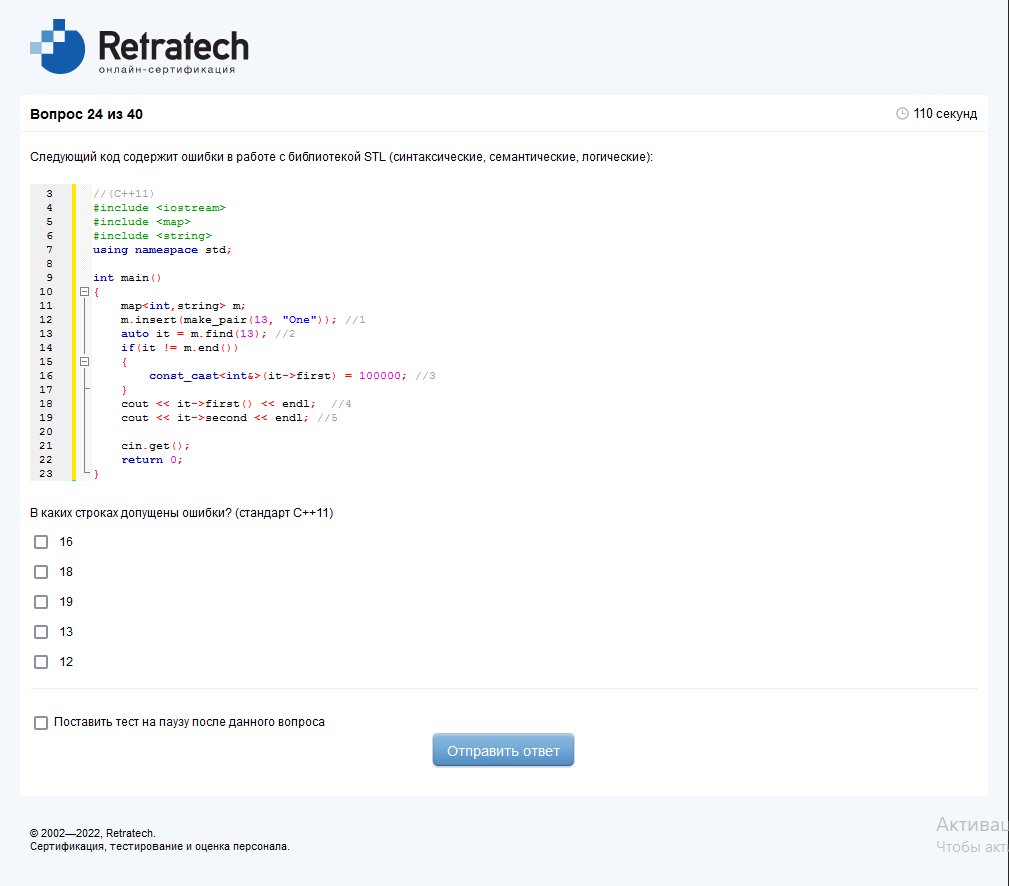 Retratech
онлайн-сертификация
Вопрос 24 из 40
110 секунд
Следующий код содержит ошибки в работе с библиотекой STL (синтаксические, семантические, логические):
3 //(C++11)
4 #include <iostream>
5 #include <map>
6 #include <string>
7 using namespace std;
8
9 int main()
10 {
11 map<int,string> m;
12 m.insert(make_pair(13, "One")); //1
13 auto it = m.find(13); //2
14 if(it != m.end())
15 {
16 const_cast<int&>(it->first) = 100000; //3
17 }
18 cout << it->first() << endl; //4
19 cout << it->second << endl; //5
20
21 cin.get();
22 return 0;
23 }
В каких строках допущены ошибки? (стандарт C++11)
16
18
19
13
12
Поставить тест на паузу после данного вопроса
Отправить ответ
© 2002—2022, Retratech.
Сертификация, тестирование и оценка персонала.